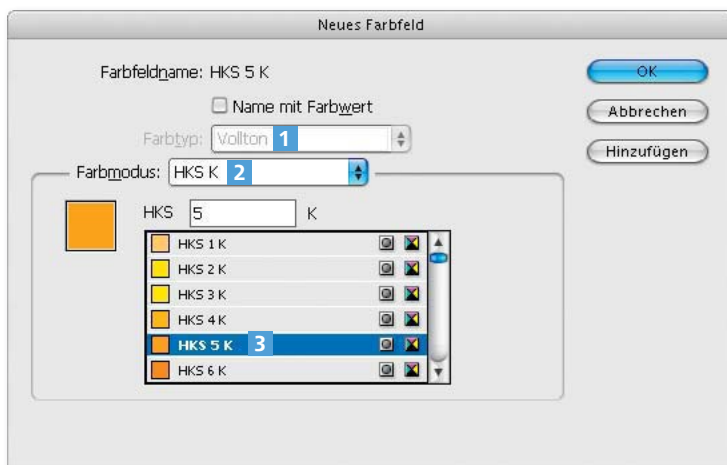 Neues Farbfeld
Farbfeldname: HKS 5 K
OK
Name mit Farbwert
Abbrechen
Farbtyp: Vollton 1
Hinzufügen
Farbmodus: HKS K 2
HKS 5 K
HKS 1 K
HKS 2 K
HKS 3 K
HKS 4 K
HKS 5 K 3
HKS 6 K